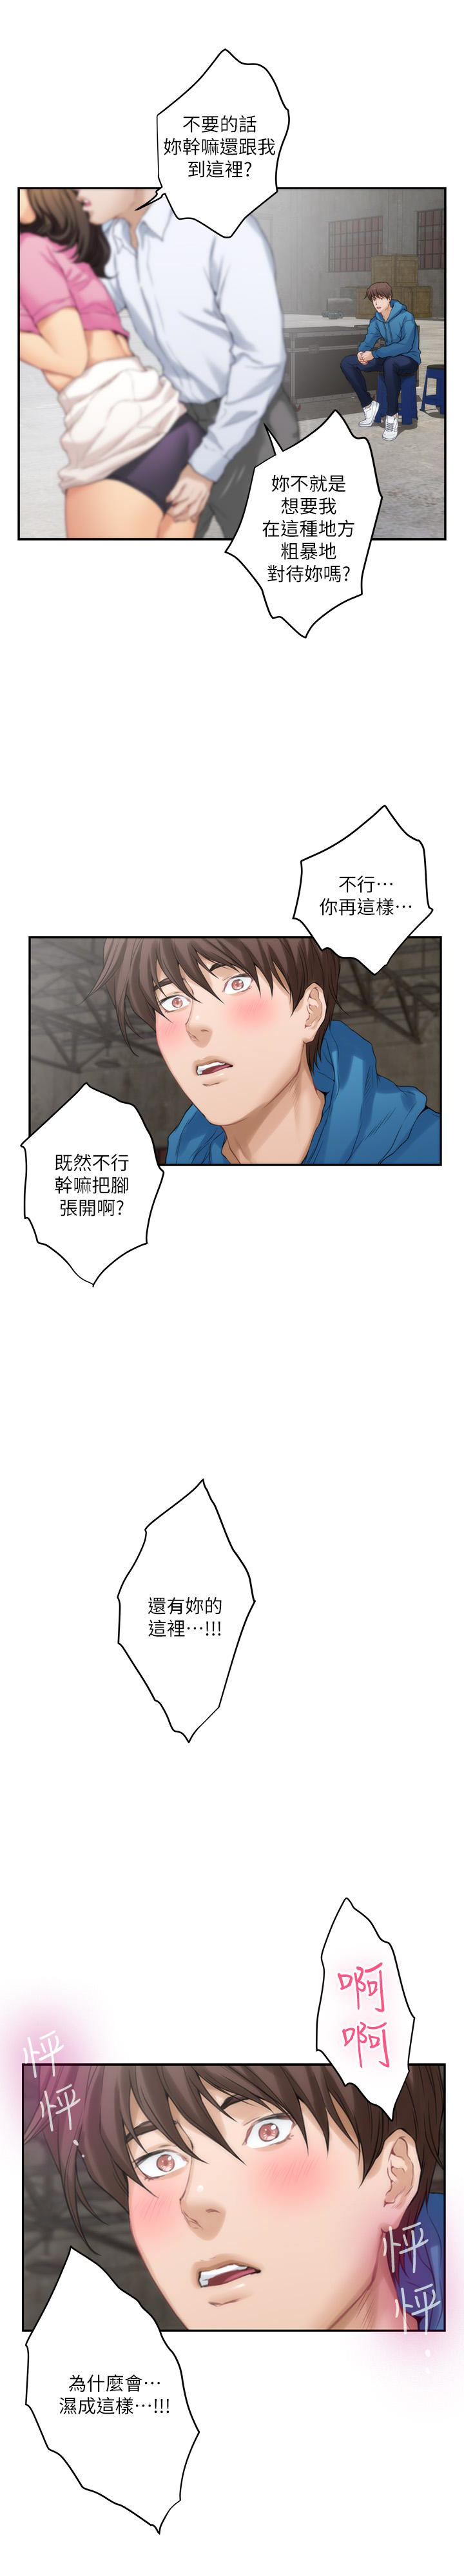 不要的話
妳幹嘛還跟我
到這裡?
妳不就是
想要我
在這種地方
粗暴地
對待妳嗎?
不行…
你再這樣…
既然不行
幹嘛把腳
張開啊?
還有妳的
這裡…!!!
啊
啊
怦
怦…
怦
怦…
為什麼會…
濕成這樣…!!!